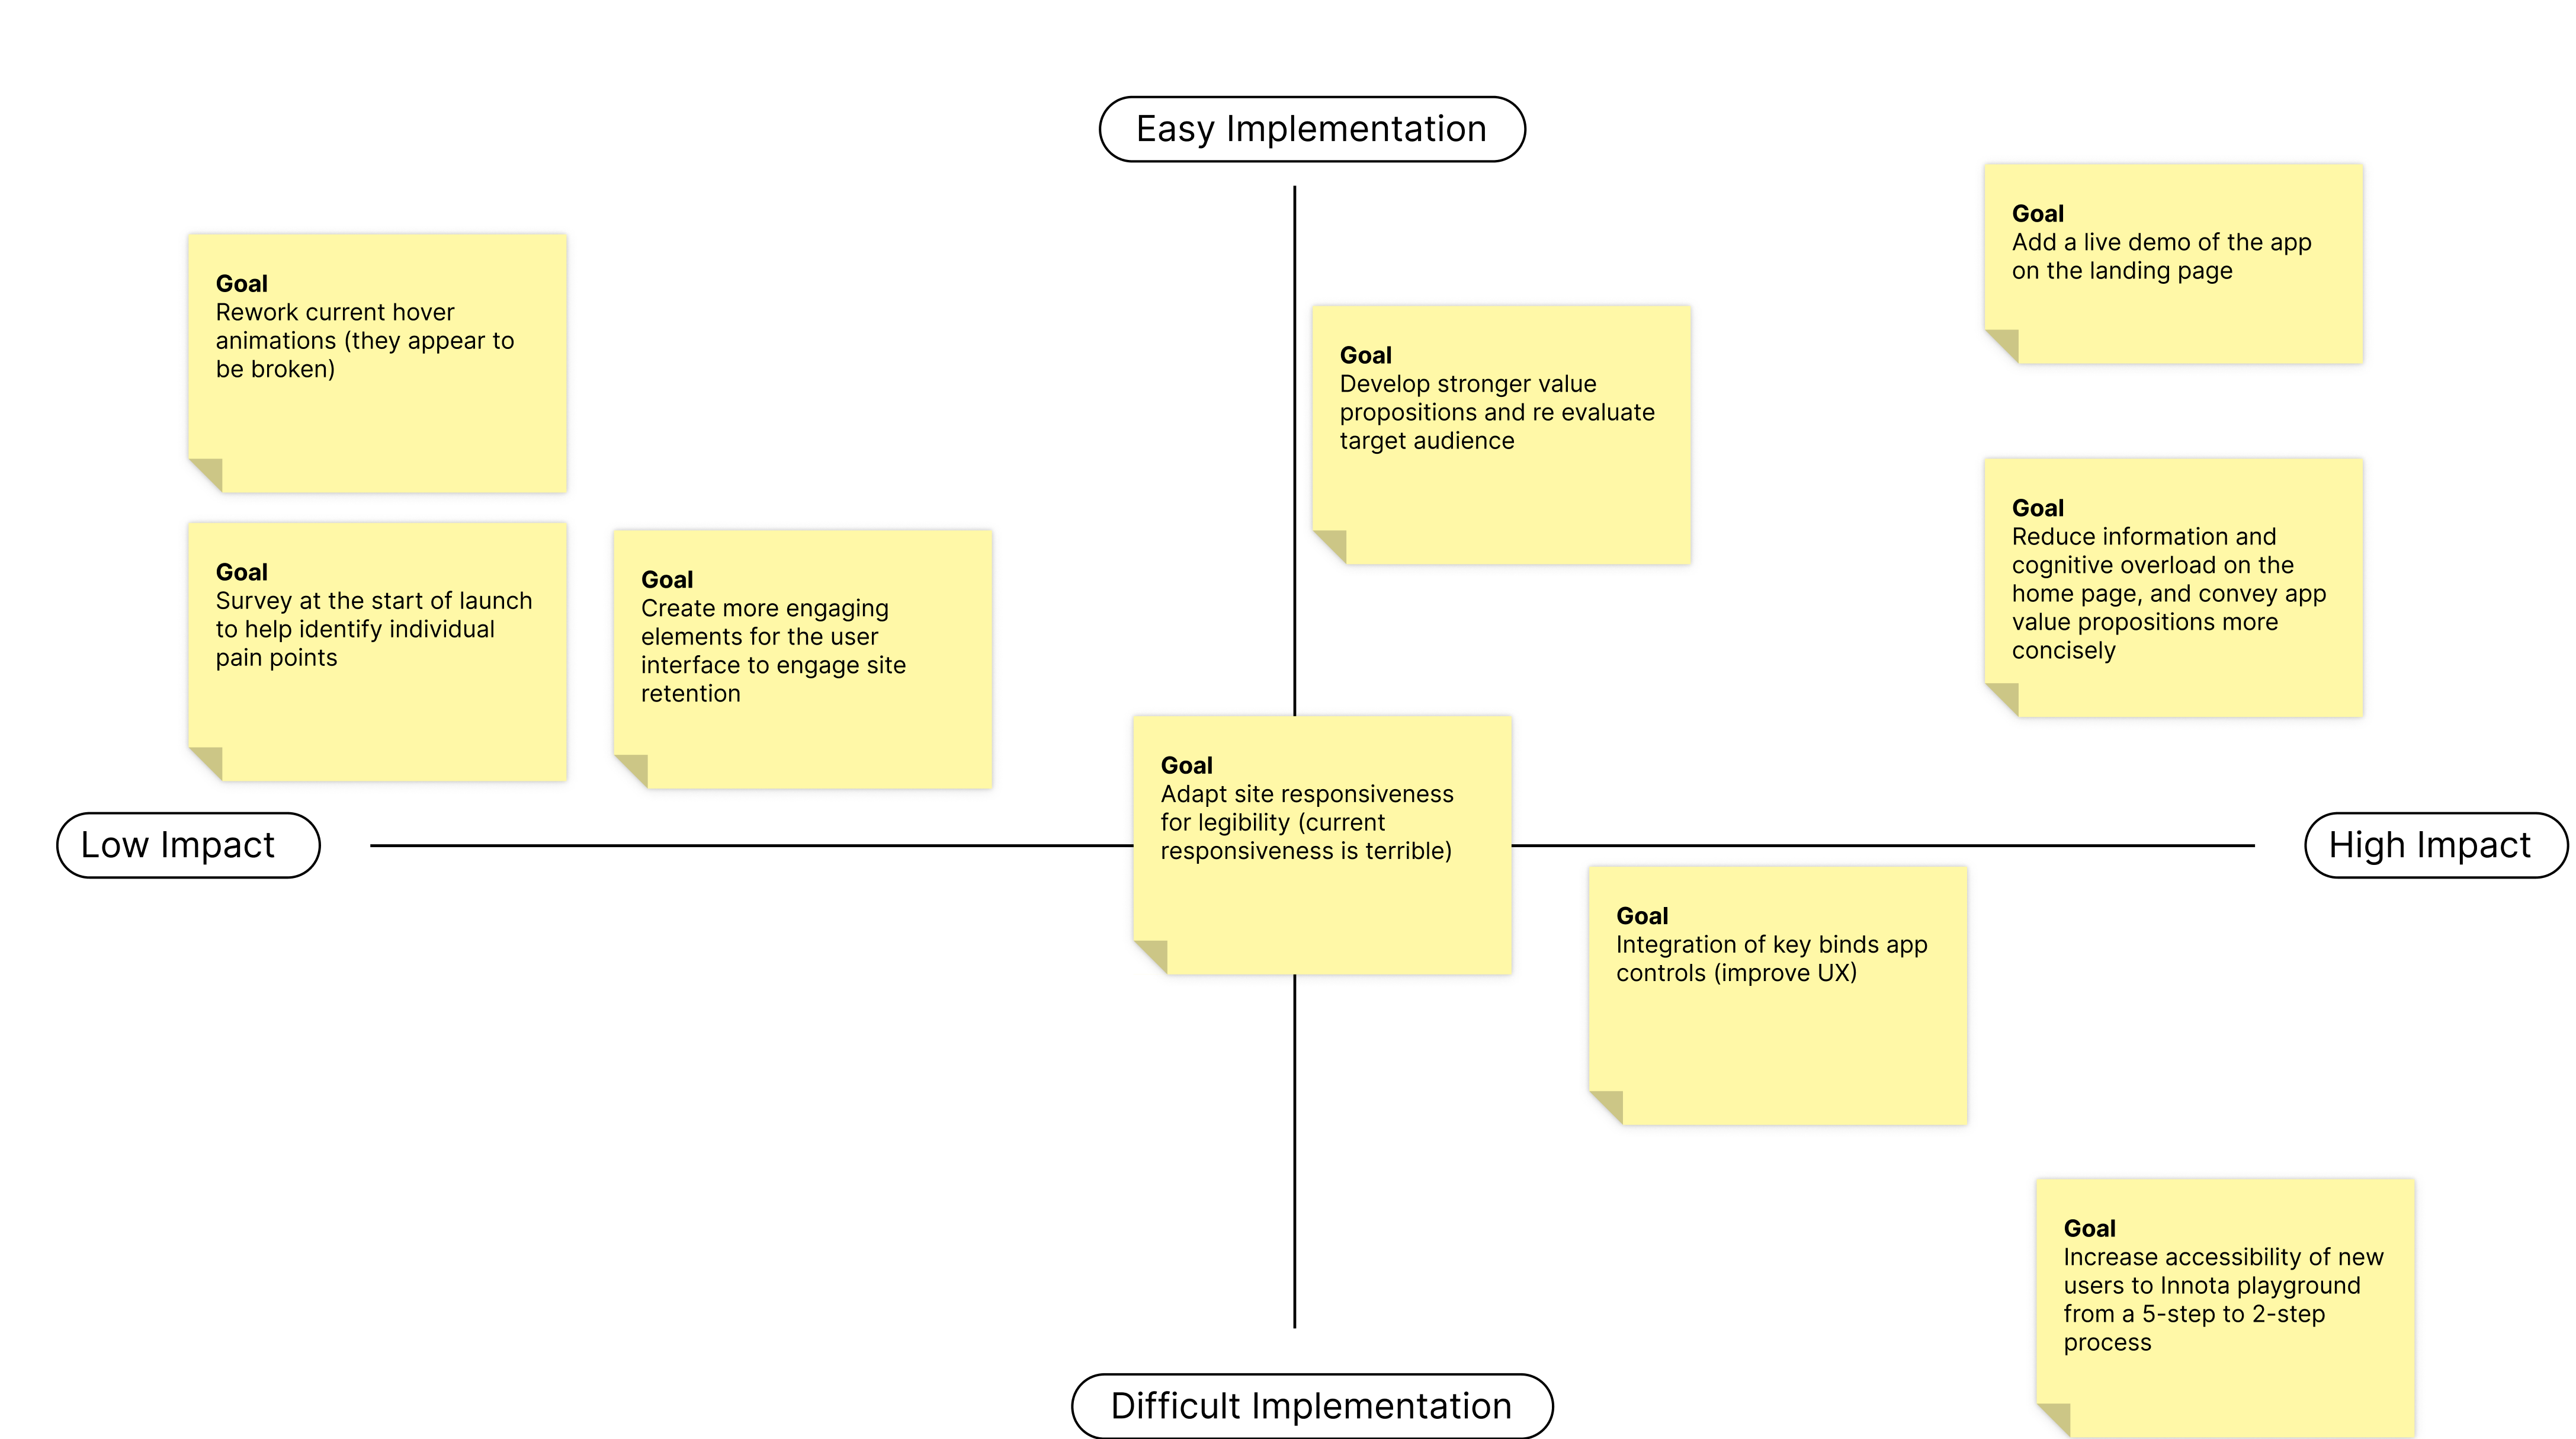 Easy Implementation
Goal
Add a live demo of the app
on the landing page
Goal
Rework current hover
animations (they appear to
be broken)
Goal
Develop stronger value
propositions and re evaluate
target audience
Goal
Reduce information and
cognitive overload on the
home page, and convey app
value propositions more
concisely
Goal
Survey at the start of launch
to help identify individual
pain points
Goal
Create more engaging
elements for the user
interface to engage site
retention
Goal
Adapt site responsiveness
for legibility (current
responsiveness is terrible)
Low Impact
High Impact
Goal
Integration of key binds app
controls (improve UX)
Goal
Increase accessibility of new
users to Innota playground
from a 5-step to 2-step
process
Difficult Implementation